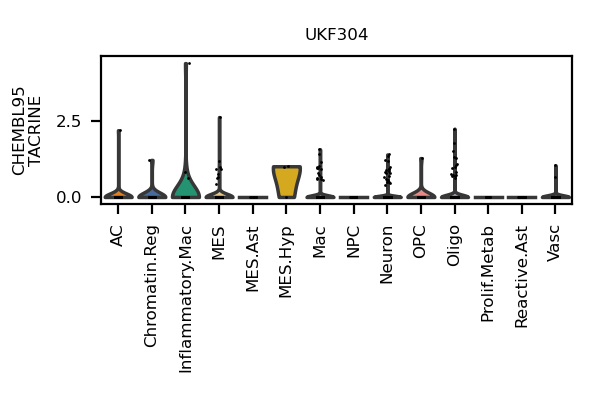 UKF304
CHEMBL95
TACRINE
2.5
0.0
AC
Chromatin.Reg
Inflammatory.Mac
MES
MES.Ast
MES.Hyp
Mac
NPC
Neuron
OPC
Oligo
Prolif.Metab
Reactive.Ast
Vasc